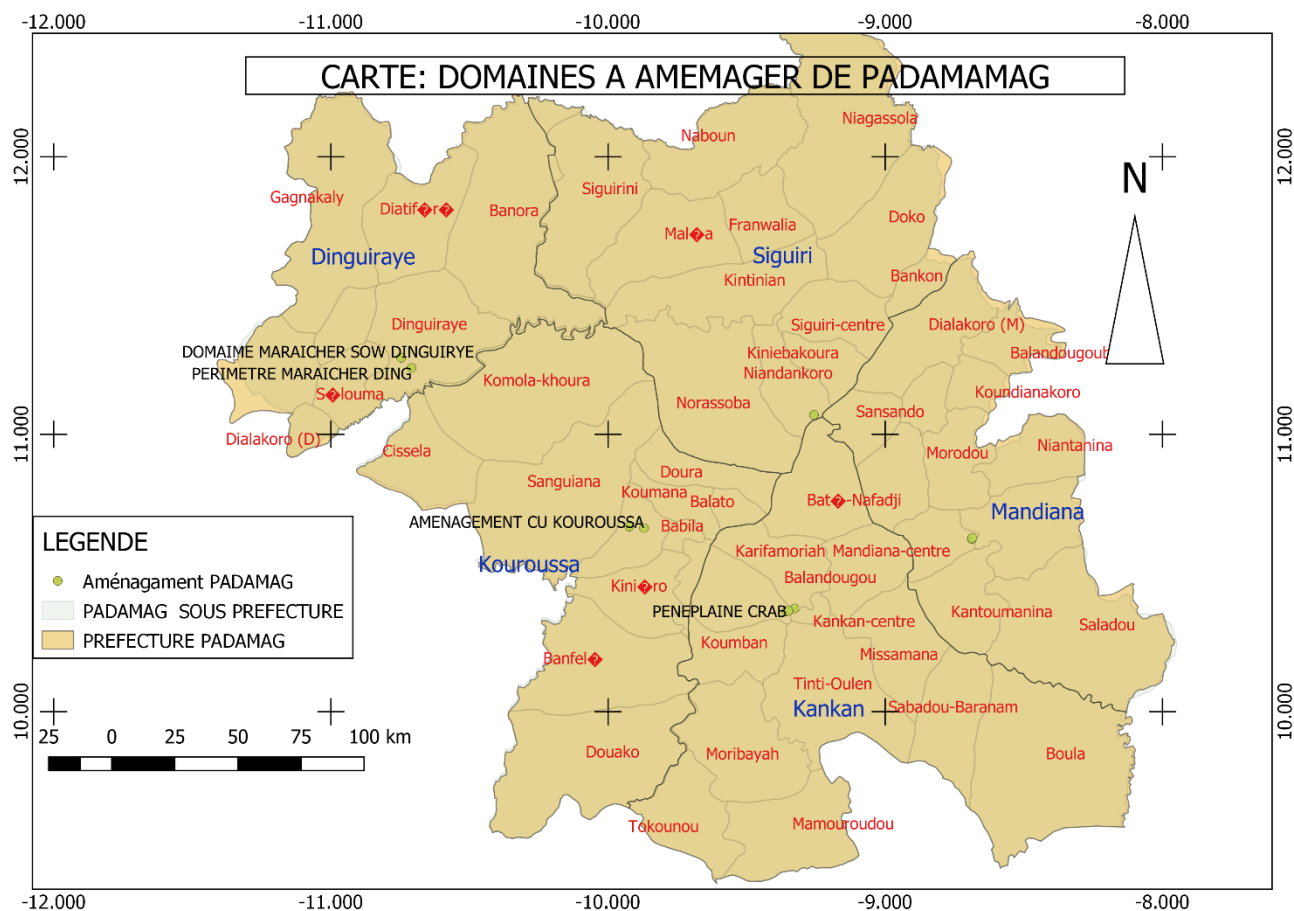 -12.000 -11.000 -10.000 -9.000 -8.000
CARTE: DOMAINES A AMEMAGER DE PADAMAMAG
12.000
12.000
Niagassola
Naboun
N
Siguirini
Gagnakaly
Diatif�r�
Banora
Doko
Franwalia
Mal�a
Dinguiraye
Siguiri
Kintinian
Bankon
Dinguiraye
Siguiri-centre
Dialakoro (M)
DOMAIME MARAICHER SOW DINGUIRYE
Kiniebakoura
Balandougoub
PERIMETRE MARAICHER DING
Niandankoro
Komola-khoura
S�louma
Koundianakoro
Norassoba
Sansando
11.000
11.000
Dialakoro (D)
Cissela
Morodou
Niantanina
Doura
Sanguiana
Koumana
Balato
Bat�-Nafadji
Mandiana
AMENAGEMENT CU KOUROUSSA
Babila
LEGENDE
Karifamoriah
Mandiana-centre
Kouroussa
Aménagament PADAMAG
Kini�ro
Balandougou
PADAMAG SOUS PREFECTURE
PENEPLAINE CRAB
Kantoumanina
Kankan-centre
Saladou
PREFECTURE PADAMAG
Koumban
Banfel�
Missamana
Tinti-Oulen
Kankan
Sabadou-Baranam
10.000
10.000
25 0 25 50 75 100 km
Douako
Moribayah
Boula
Tokounou
Mamouroudou
-12.000 -11.000 -10.000 -9.000 -8.000